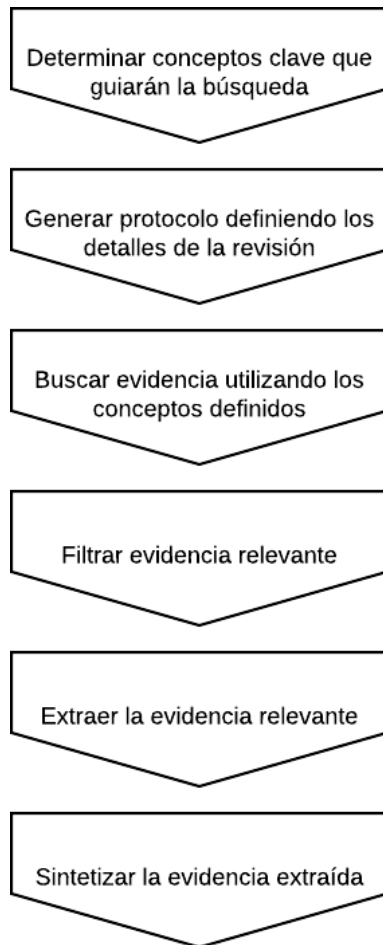 Determinar conceptos clave que
guiarán la búsqueda
Generar protocolo definiendo los
detalles de la revisión
Buscar evidencia utilizando los
conceptos definidos
Filtrar evidencia relevante
Extraer la evidencia relevante
Sintetizar la evidencia extraída